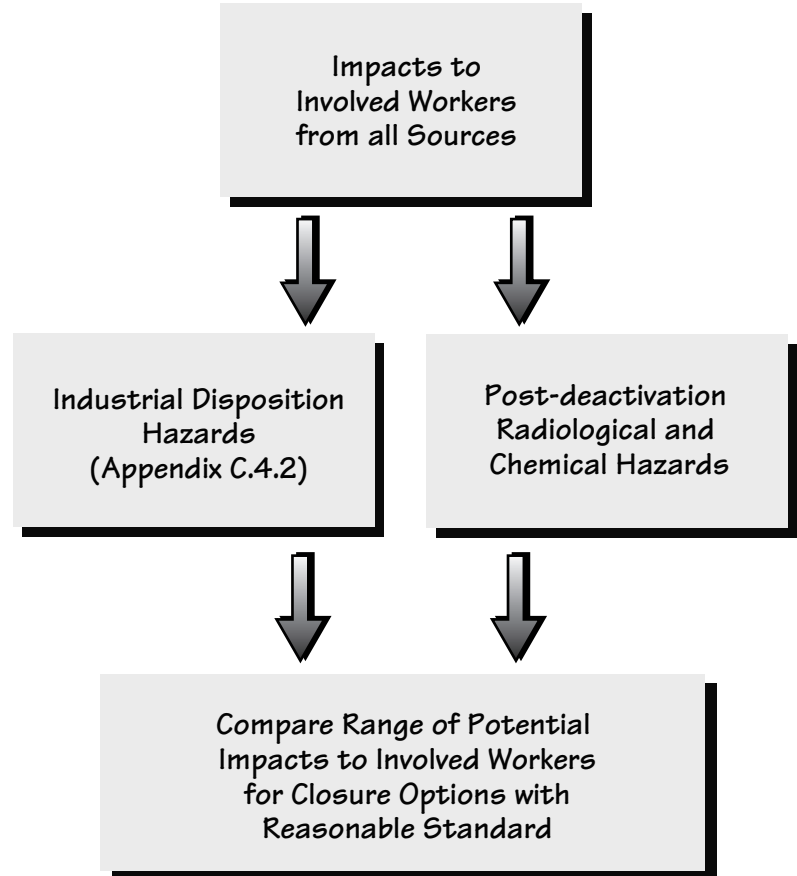 Impacts to
Involved Workers
from all Sources
Industrial Disposition
Hazards
(Appendix C.4.2)
Post-deactivation
Radiological and
Chemical Hazards
Compare Range of Potential
Impacts to Involved Workers
for Closure Options with
Reasonable Standard